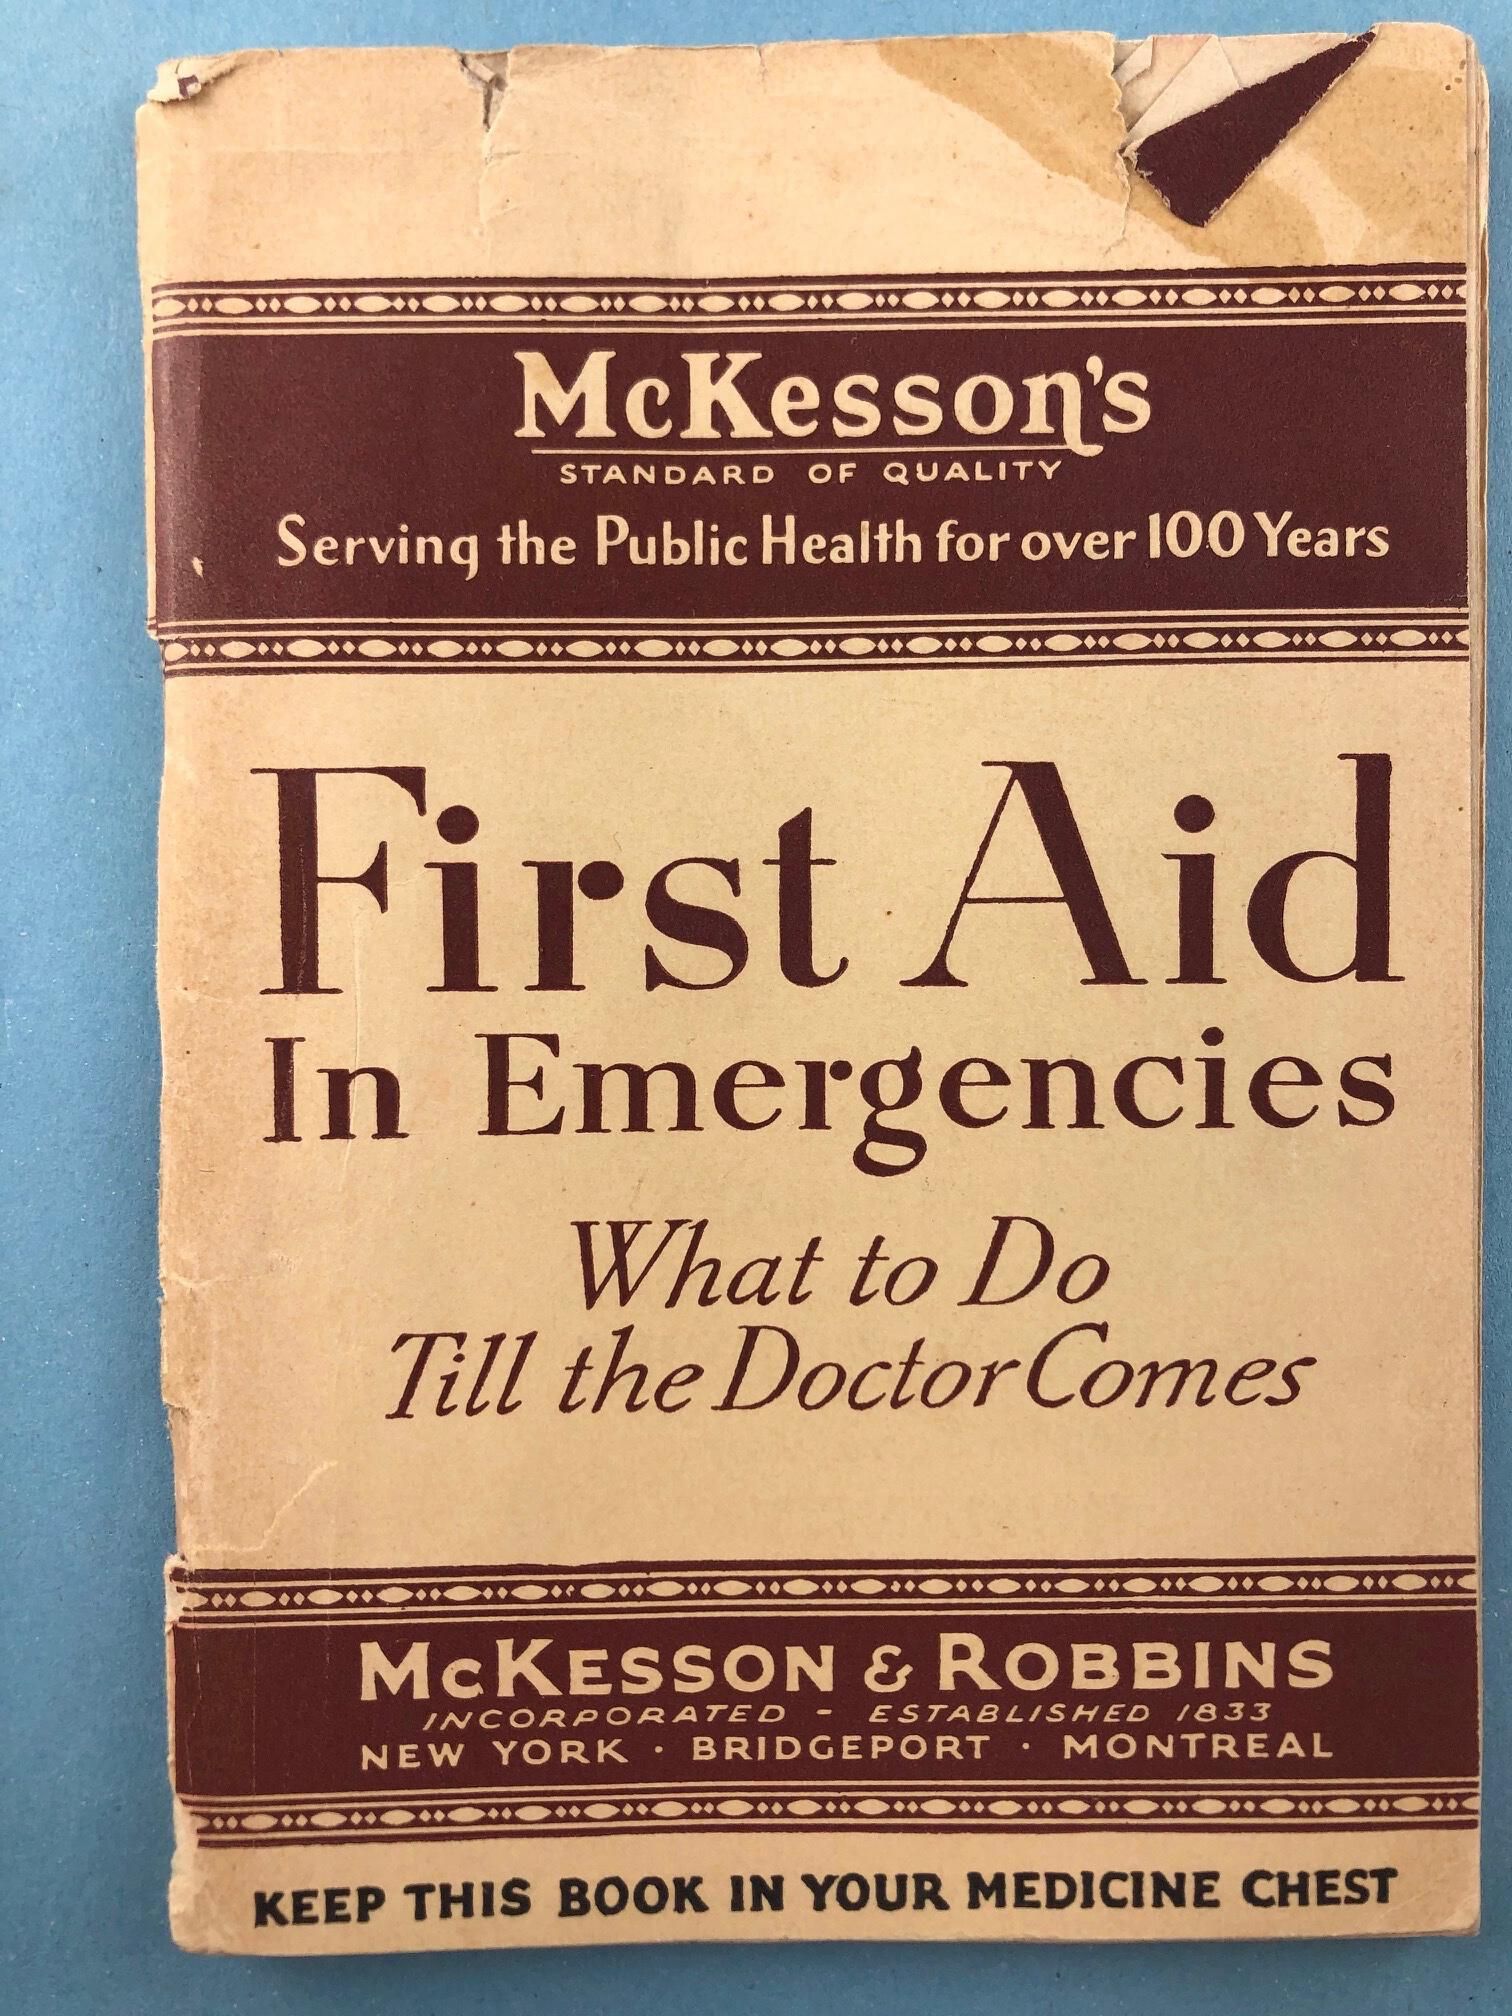 McKesson's
STANDARD OF QUALITY
Serving the Public Health for over 100 Years
First Aid
In Emergencies
What to Do
Till the Doctor Comes
McKESSON & ROBBINS
INCORPORATED - ESTABLISHED 1833
NEW YORK · BRIDGEPORT · MONTREAL
KEEP THIS BOOK IN YOUR MEDICINE CHEST